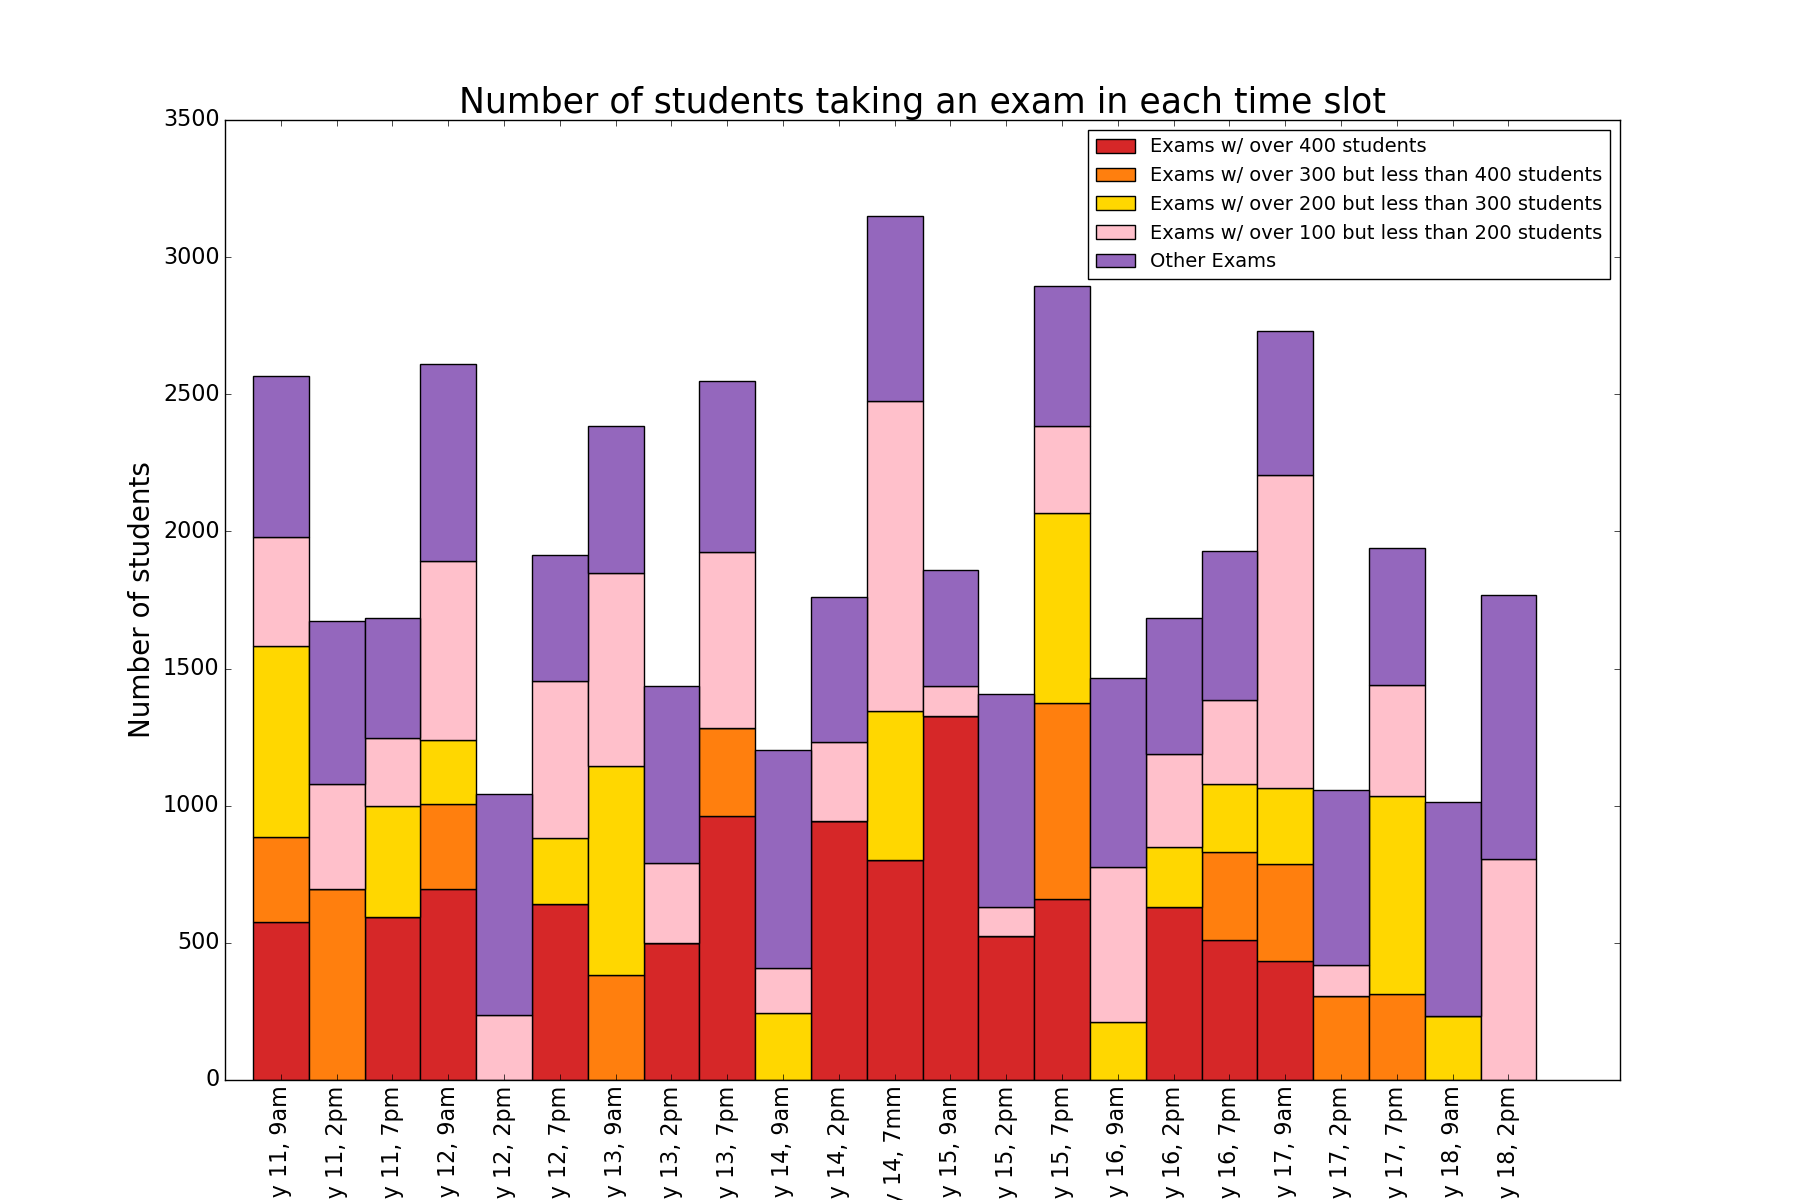 Number of students taking an exam in each time slot
Number of students
3500
3000
2500
2000
1500
1000
500
0
Exams w/ over 400 students
Exams w/ over 300 but less than 400 students
Exams w/ over 200 but less than 300 students
Exams w/ over 100 but less than 200 students
Other Exams
y 11, 9am
y 11, 2pm
y 11, 7pm
y 12, 9am
y 12, 2pm
y 12, 7pm
y 13, 9am
y 13, 2pm
y 13, 7pm
y 14, 9am
y 14, 2pm
y 14, 7mm
y 15, 9am
y 15, 2pm
y 15, 7pm
y 16, 9am
y 16, 2pm
y 16, 7pm
y 17, 9am
y 17, 2pm
y 17, 7pm
y 18, 9am
y 18, 2pm